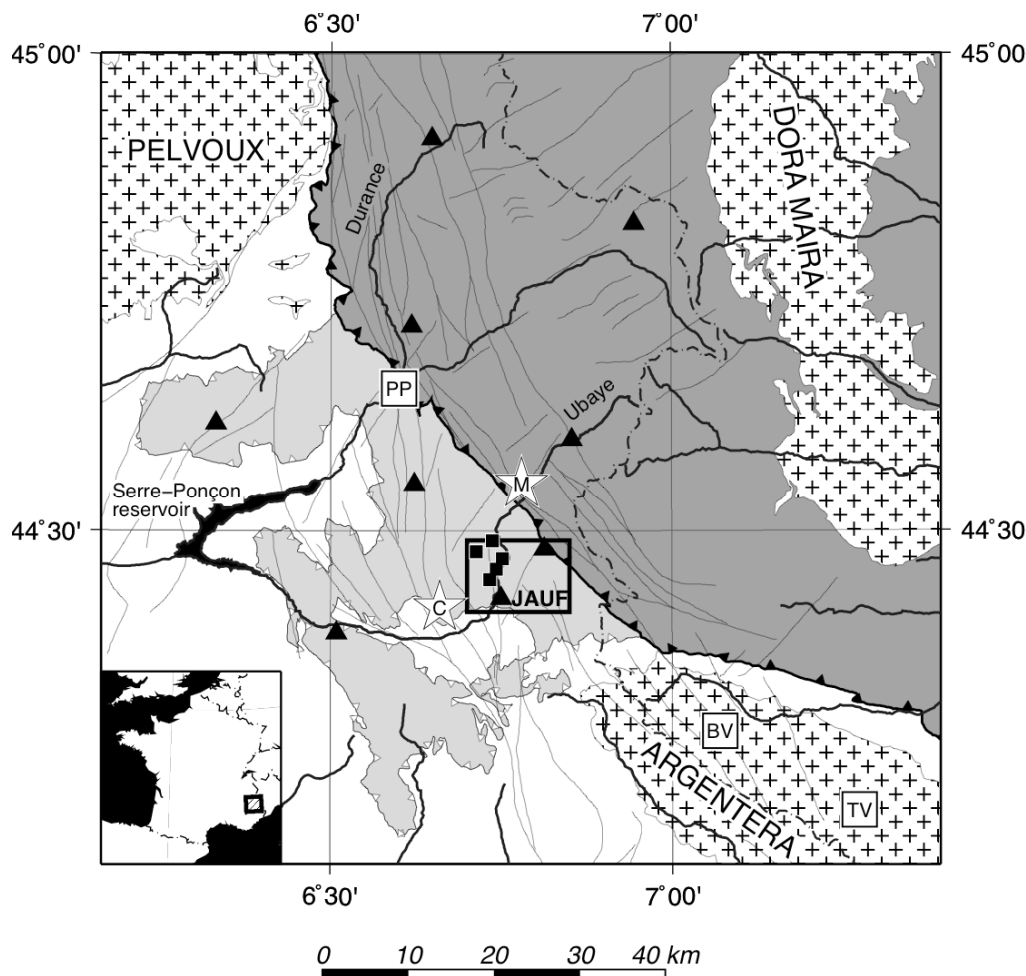 6˚30'
7˚00'
45˚00'
45˚00'
PELVOUX
DORA MAIRA
Durance
PP
Ubaye
Serre–Ponçon
reservoir
M
44˚30'
44˚30'
JAUF
C
BV
ARGENTERA
TV
6˚30'
7˚00'
0 10 20 30 40 km